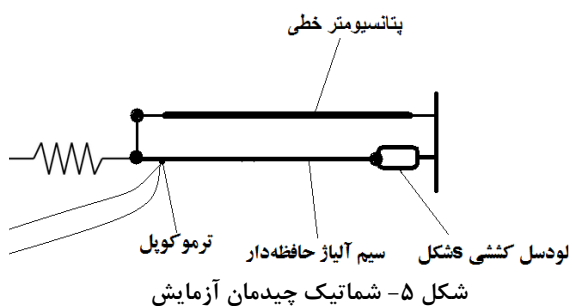 پتانسیومتر خطی
لودسل کششی sشکل
سیم آلیاژ حافظه‌دار
ترموکوپل
شکل ۵- شماتیک چیدمان آزمایش